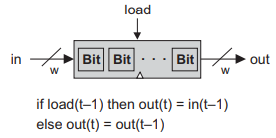 load
in Bit Bit · · · Bit out
w w
if load(t–1) then out(t) = in(t–1)
else out(t) = out(t–1)